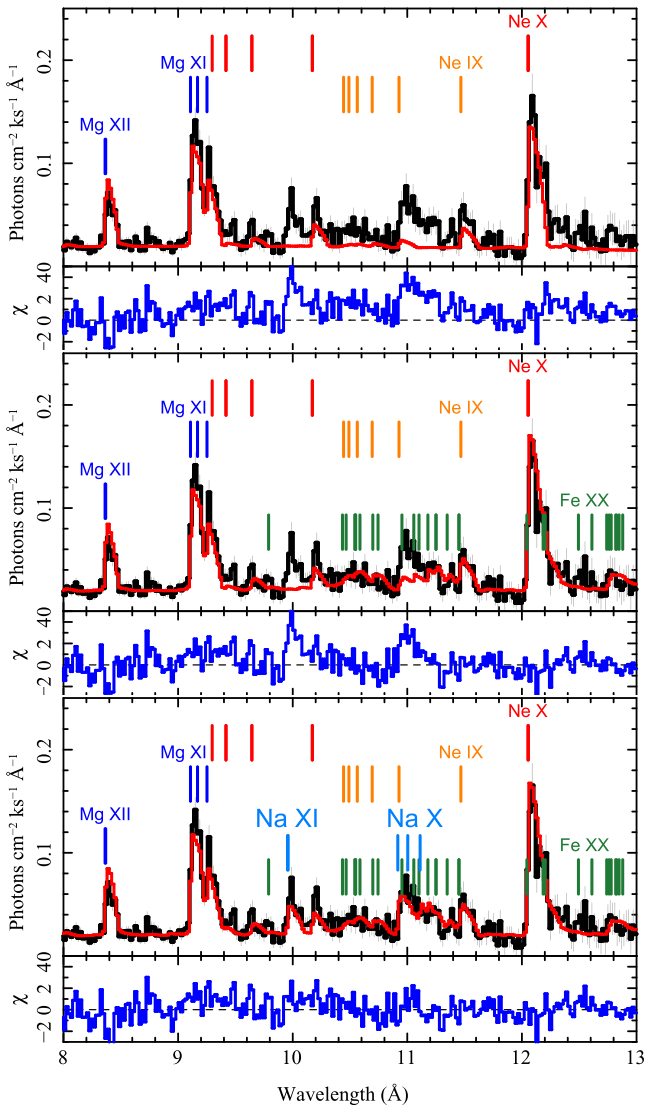 Ne X
Mg XI
Ne IX
Mg XII
0.2
0.1
Photons cm⁻² ks⁻¹ Å⁻¹
40
2
0
−2
χ
Ne X
Mg XI
Ne IX
Mg XII
Fe XX
0.2
0.1
Photons cm⁻² ks⁻¹ Å⁻¹
40
2
0
−2
χ
Ne X
Mg XI
Ne IX
Mg XII
Na XI
Na X
Fe XX
0.2
0.1
Photons cm⁻² ks⁻¹ Å⁻¹
40
2
0
−2
χ
8 9 10 11 12 13
Wavelength (Å)